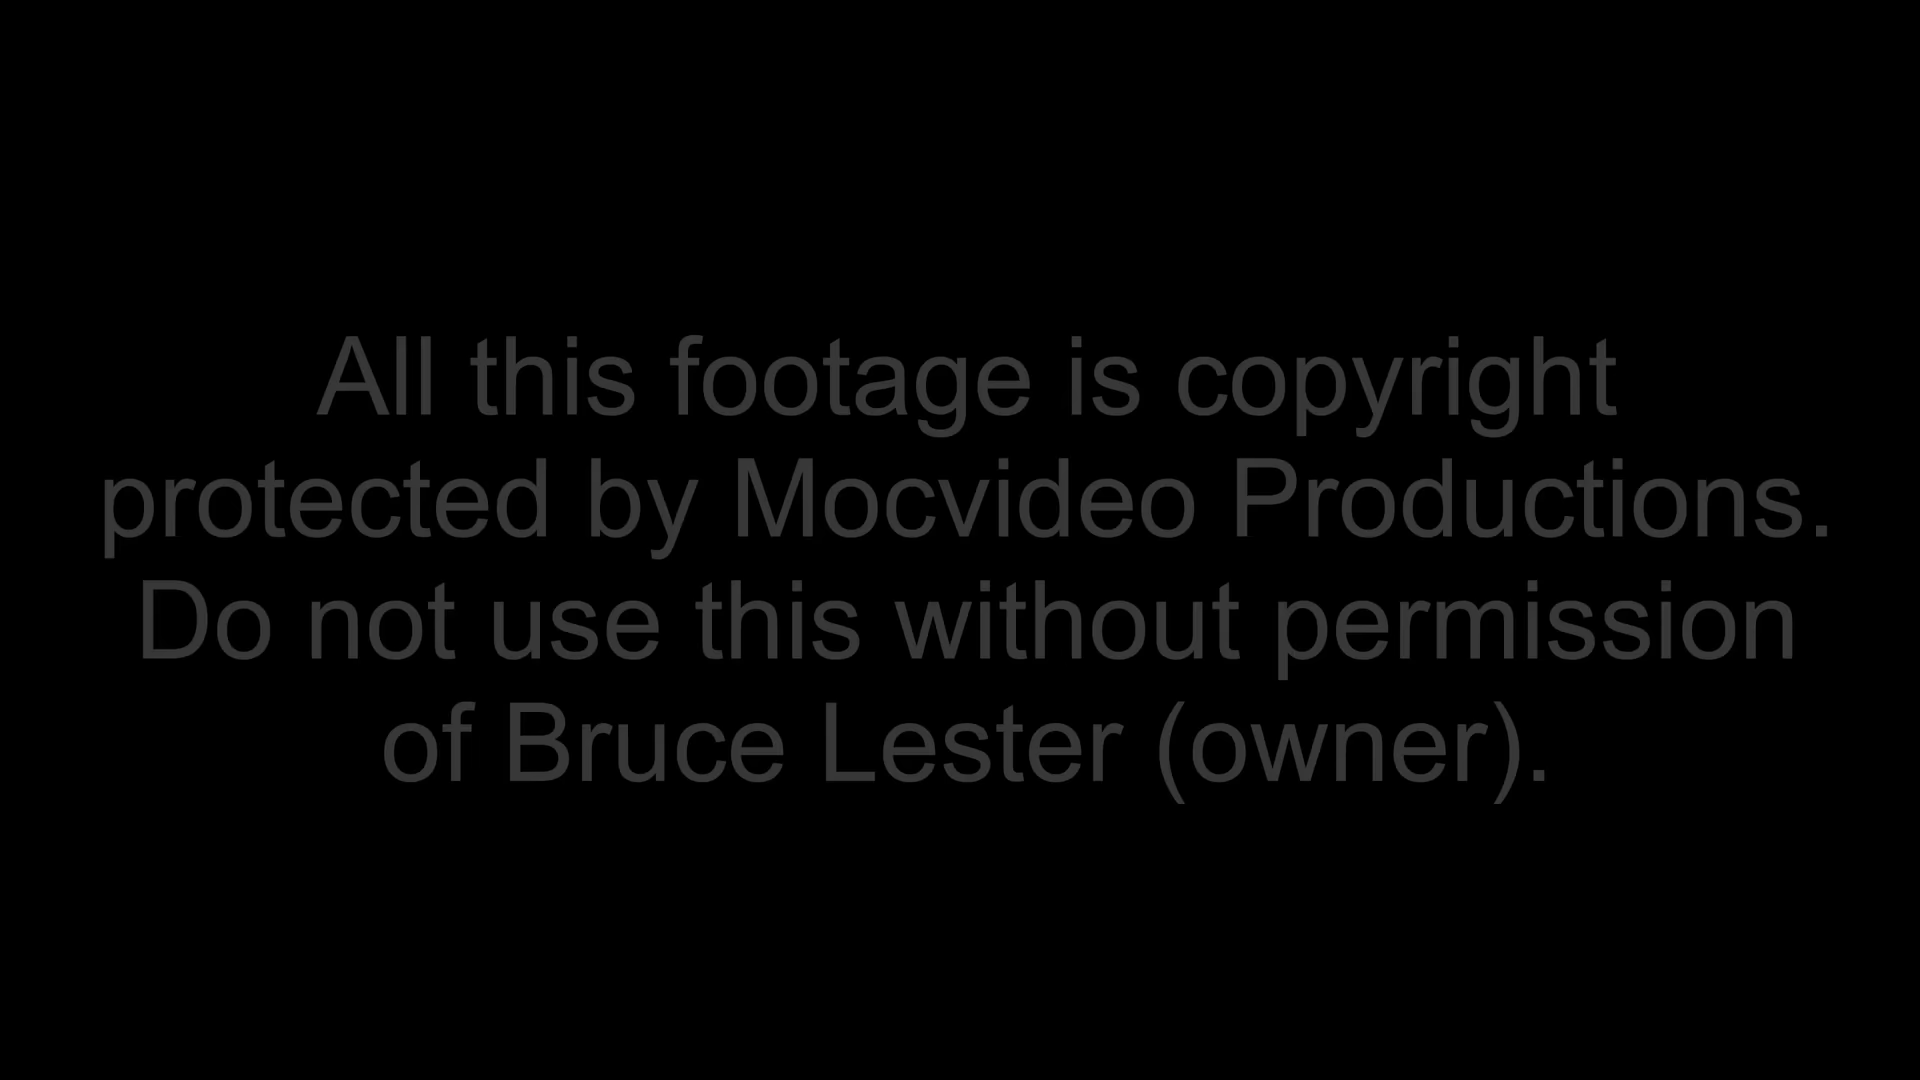 All this footage is copyright
protected by Mocvideo Productions.
Do not use this without permission
of Bruce Lester (owner).